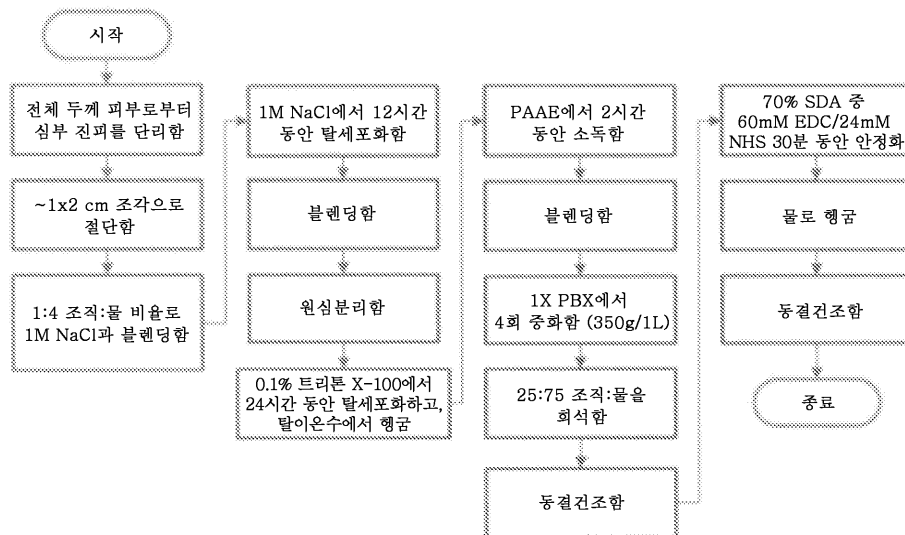 시작
전체 두께 피부로부터
심부 진피를 단리함
~1x2 cm 조각으로
절단함
1:4 조직:물 비율로
1M NaCl과 블렌딩함
1M NaCl에서 12시간
동안 탈세포화함
블렌딩함
원심분리함
0.1% 트리톤 X-100에서
24시간 동안 탈세포화하고,
탈이온수에서 헹굼
PAAE에서 2시간
동안 소독함
블렌딩함
1X PBX에서
4회 중화함 (350g/1L)
25:75 조직:물을
희석함
동결건조함
70% SDA 중
60mM EDC/24mM
NHS 30분 동안 안정화
물로 헹굼
동결건조함
종료